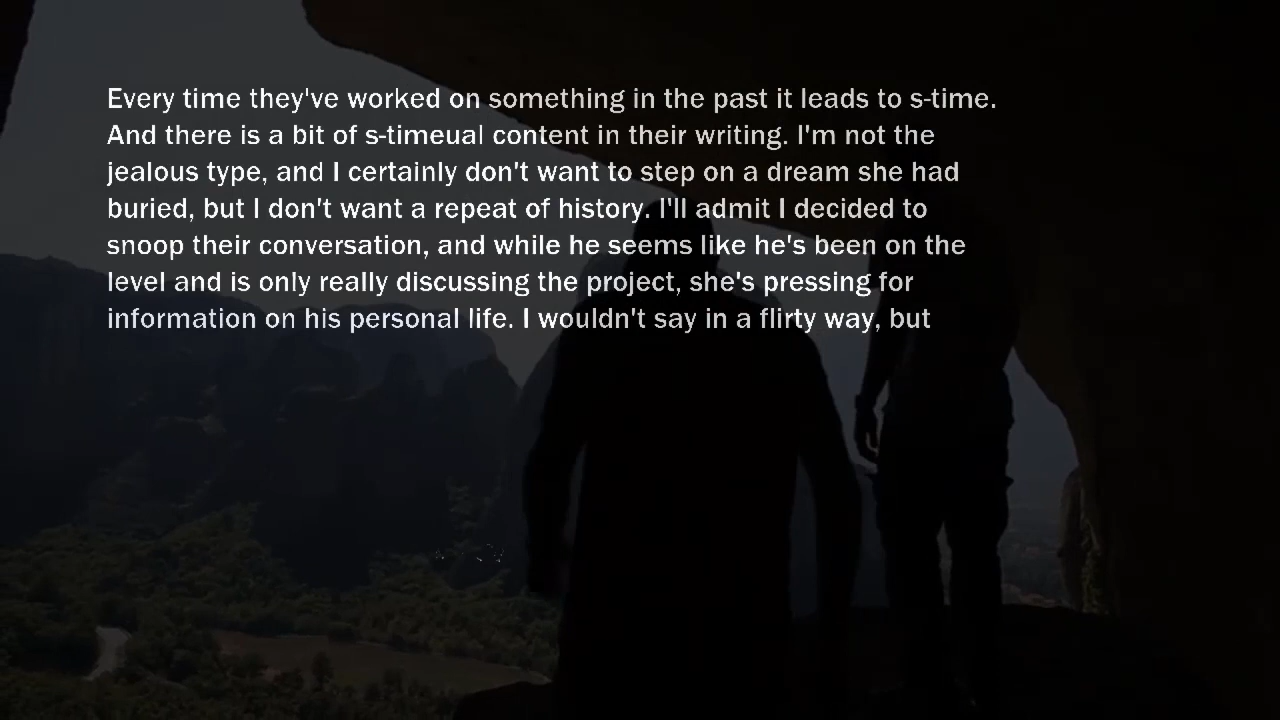 Every time they've worked on something in the past it leads to s-time.
And there is a bit of s-timeual content in their writing. I'm not the
jealous type, and I certainly don't want to step on a dream she had
buried, but I don't want a repeat of history. I'll admit I decided to
snoop their conversation, and while he seems like he's been on the
level and is only really discussing the project, she's pressing for
information on his personal life. I wouldn't say in a flirty way, but